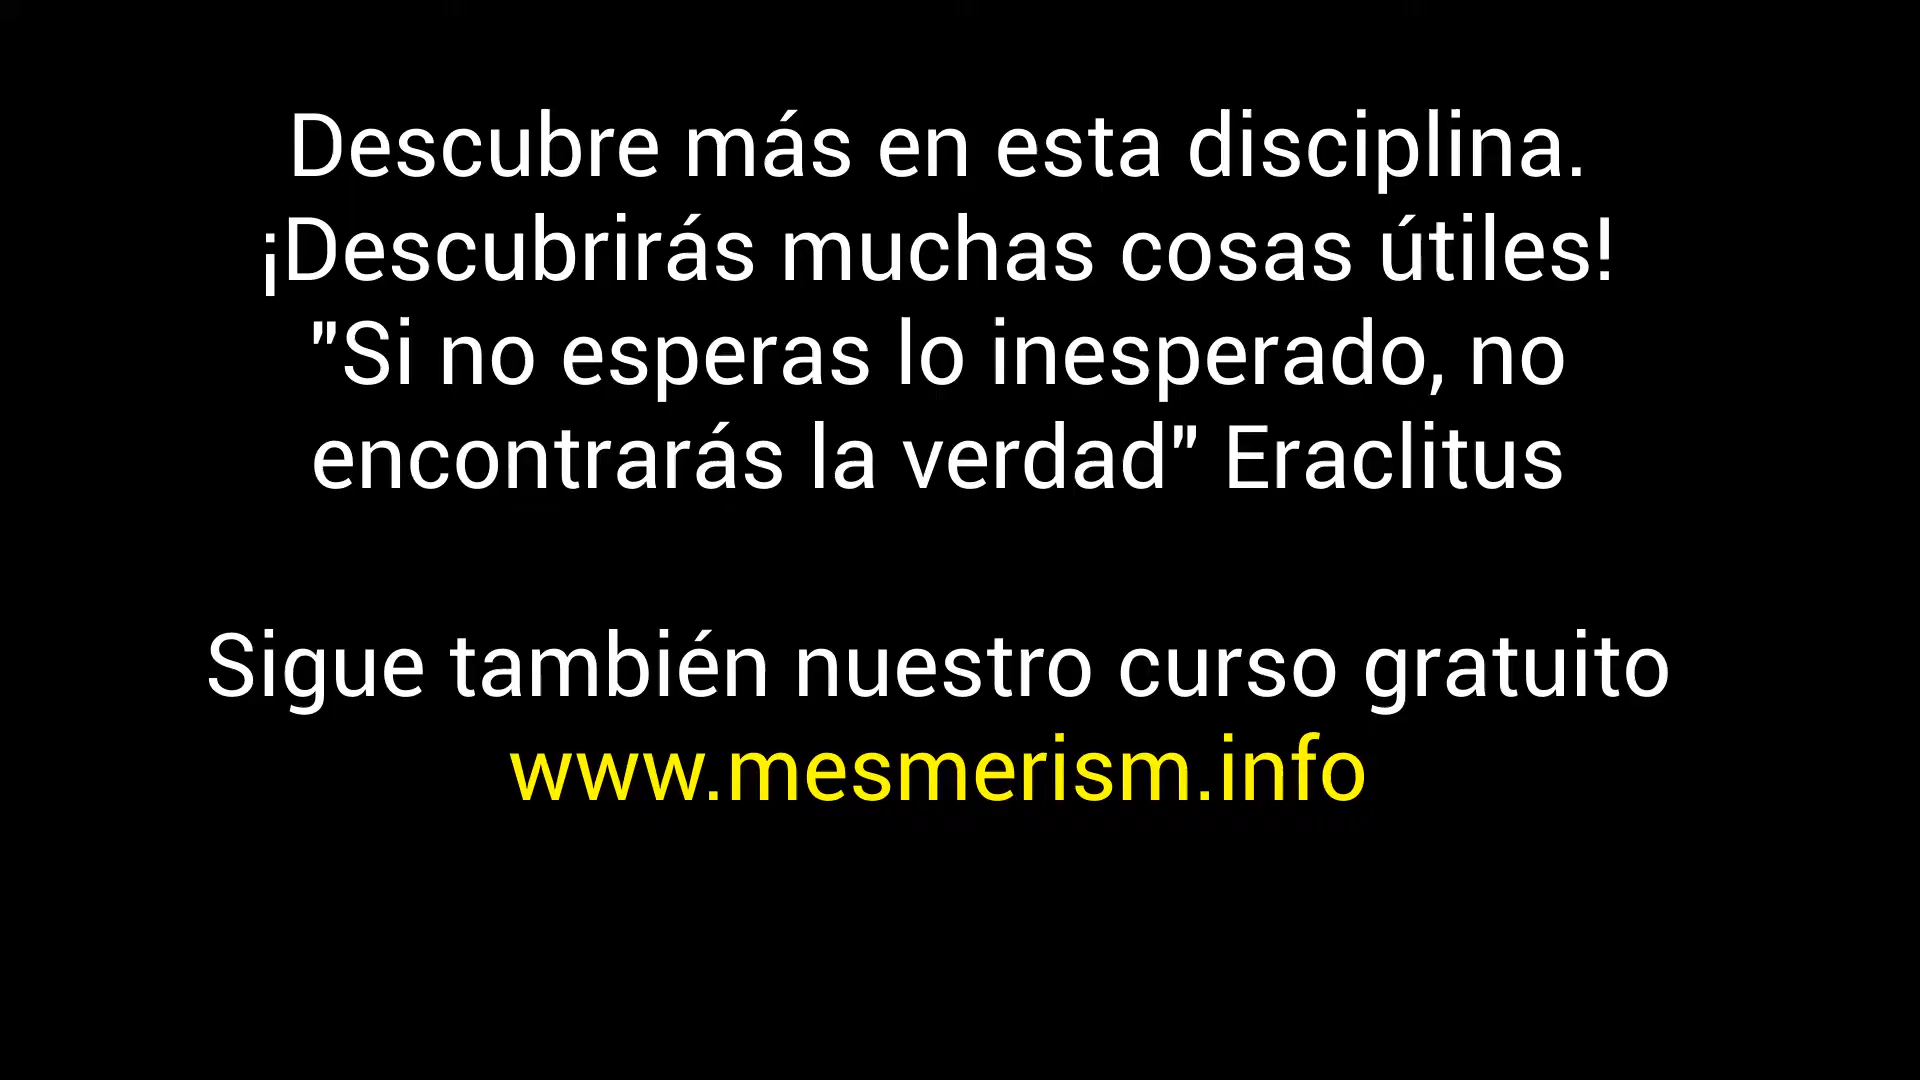 Descubre más en esta disciplina.
¡Descubrirás muchas cosas útiles!
"Si no esperas lo inesperado, no
encontrarás la verdad" Eraclitus
Sigue también nuestro curso gratuito
www.mesmerism.info